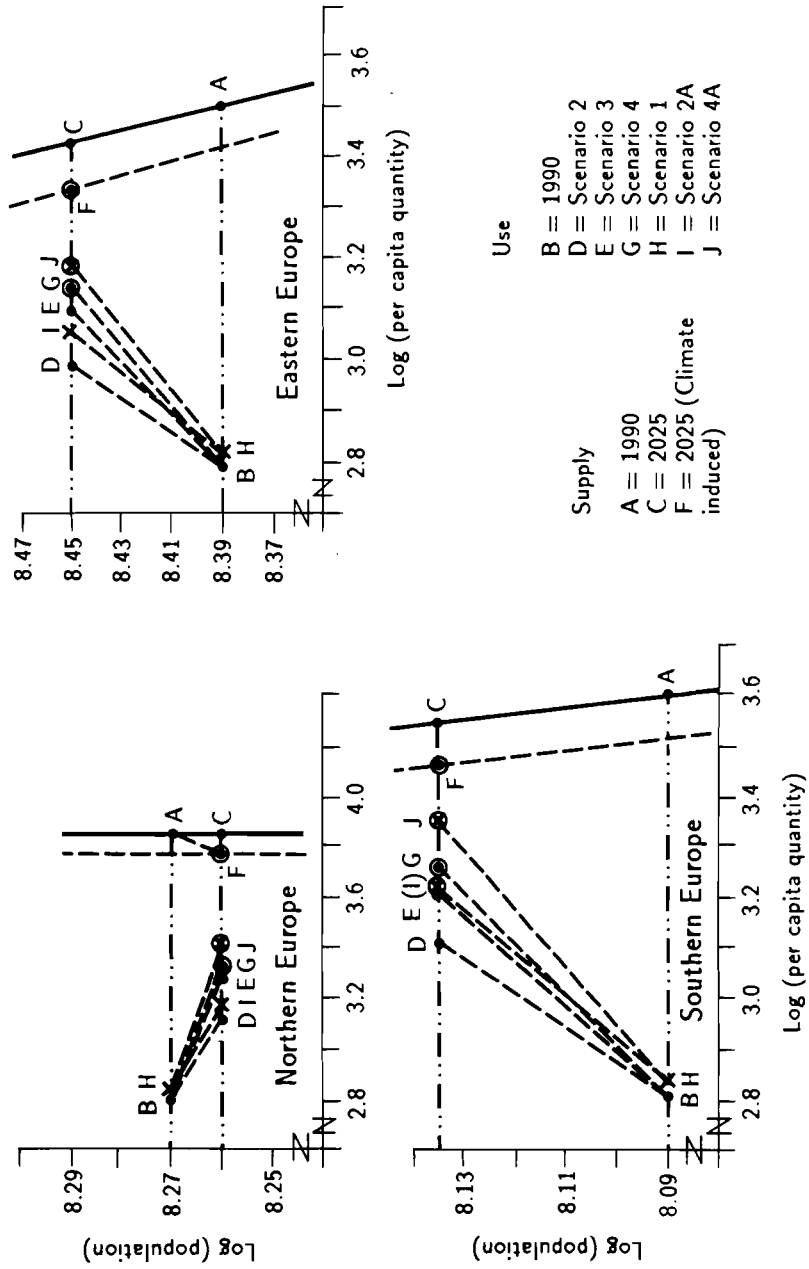 Log (population)
8.29
8.27
8.25
B H
A
C
F
D I E G J
Northern Europe
2.8
3.2
3.6
4.0
8.47
8.45
8.43
8.41
8.39
8.37
D I E G J
F
C
A
B H
Eastern Europe
2.8
3.0
3.2
3.4
3.6
Log (per capita quantity)
Log (population)
8.13
8.11
8.09
D E (I) G J
F
C
A
B H
Southern Europe
2.8
3.0
3.2
3.4
3.6
Log (per capita quantity)
Supply
A = 1990
C = 2025
F = 2025 (Climate
induced)
Use
B = 1990
D = Scenario 2
E = Scenario 3
G = Scenario 4
H = Scenario 1
I = Scenario 2A
J = Scenario 4A